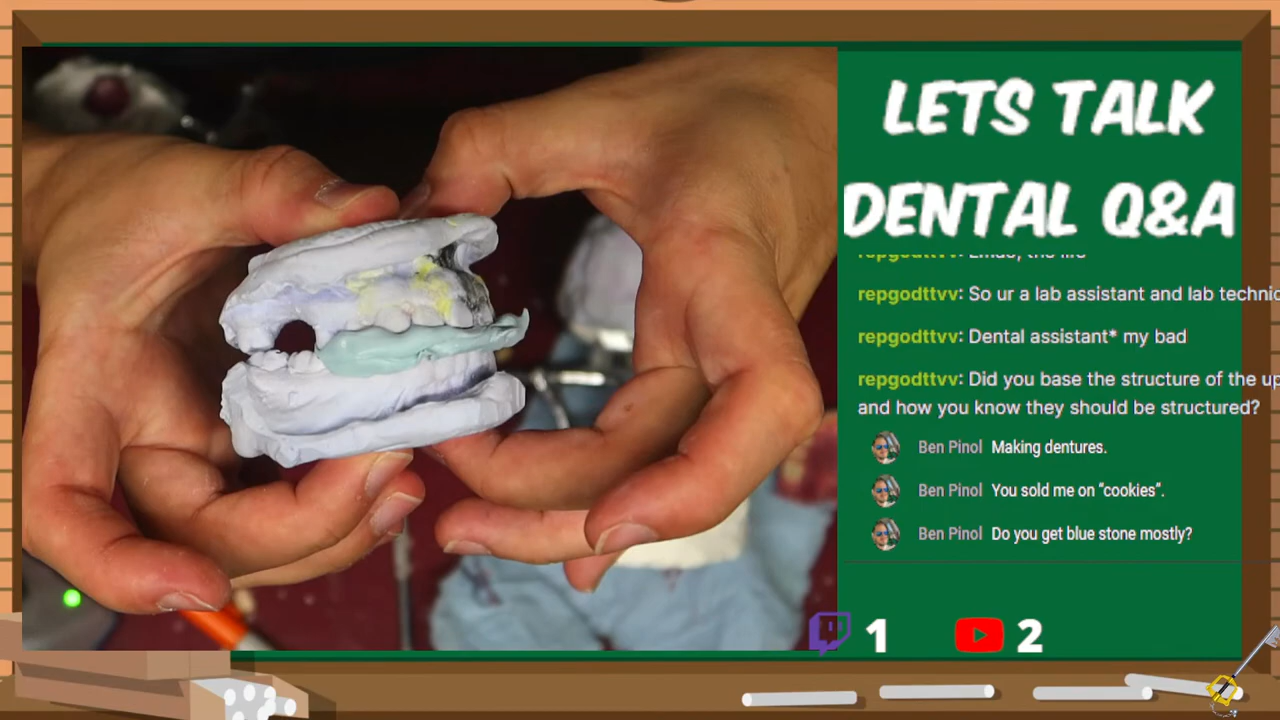 LETS TALK
DENTAL Q&A
repgodttvv: So ur a lab assistant and lab
repgodttvv: Dental assistant* my bad
repgodttvv: Did you base the structure of the
and how you know they should be structured?
Ben Pinol Making dentures.
Ben Pinol You sold me on “cookies”.
Ben Pinol Do you get blue stone mostly?
1 2